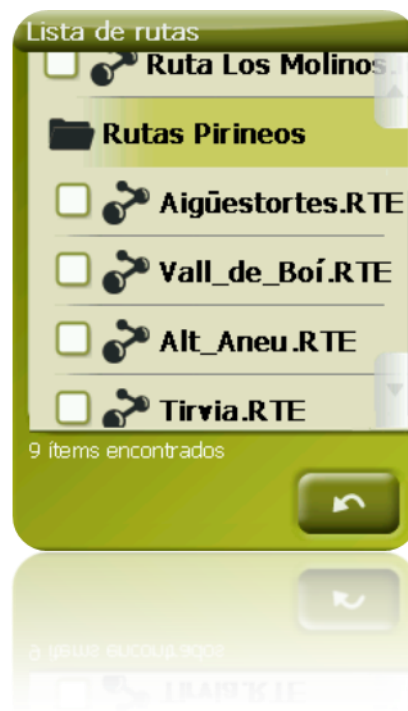 Lista de rutas
Ruta Los Molinos.
Rutas Pirineos
Aigüestortes.RTE
Vall_de_Boí.RTE
Alt_Aneu.RTE
Tirvia.RTE
9 ítems encontrados